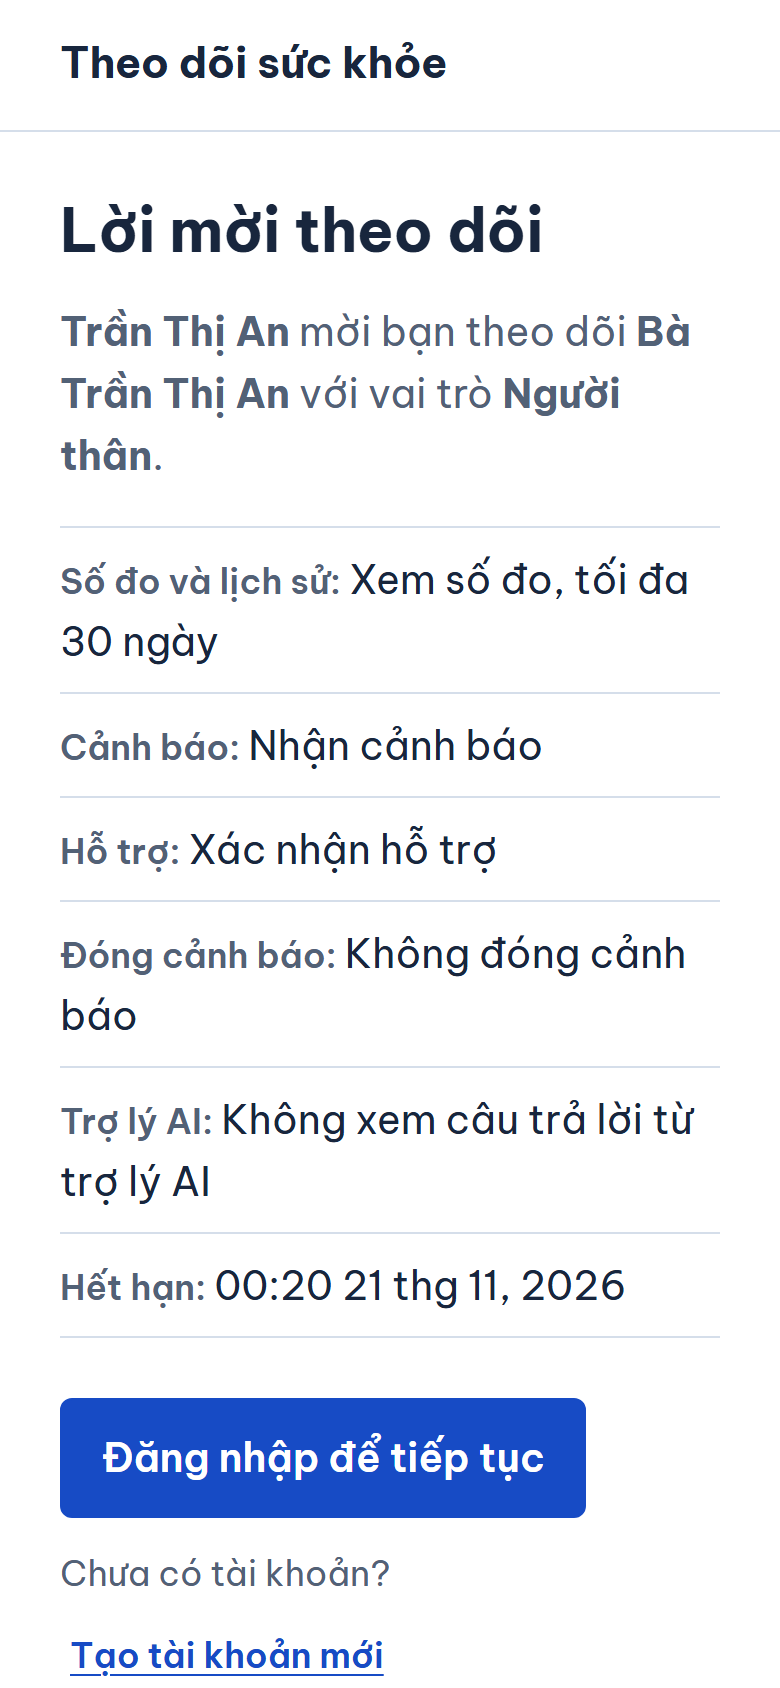 Theo dõi sức khỏe
Lời mời theo dõi
Trần Thị An mời bạn theo dõi Bà
Trần Thị An với vai trò Người
thân.
Số đo và lịch sử: Xem số đo, tối đa
30 ngày
Cảnh báo: Nhận cảnh báo
Hỗ trợ: Xác nhận hỗ trợ
Đóng cảnh báo: Không đóng cảnh
báo
Trợ lý AI: Không xem câu trả lời từ
trợ lý AI
Hết hạn: 00:20 21 thg 11, 2026
Đăng nhập để tiếp tục
Chưa có tài khoản?
Tạo tài khoản mới